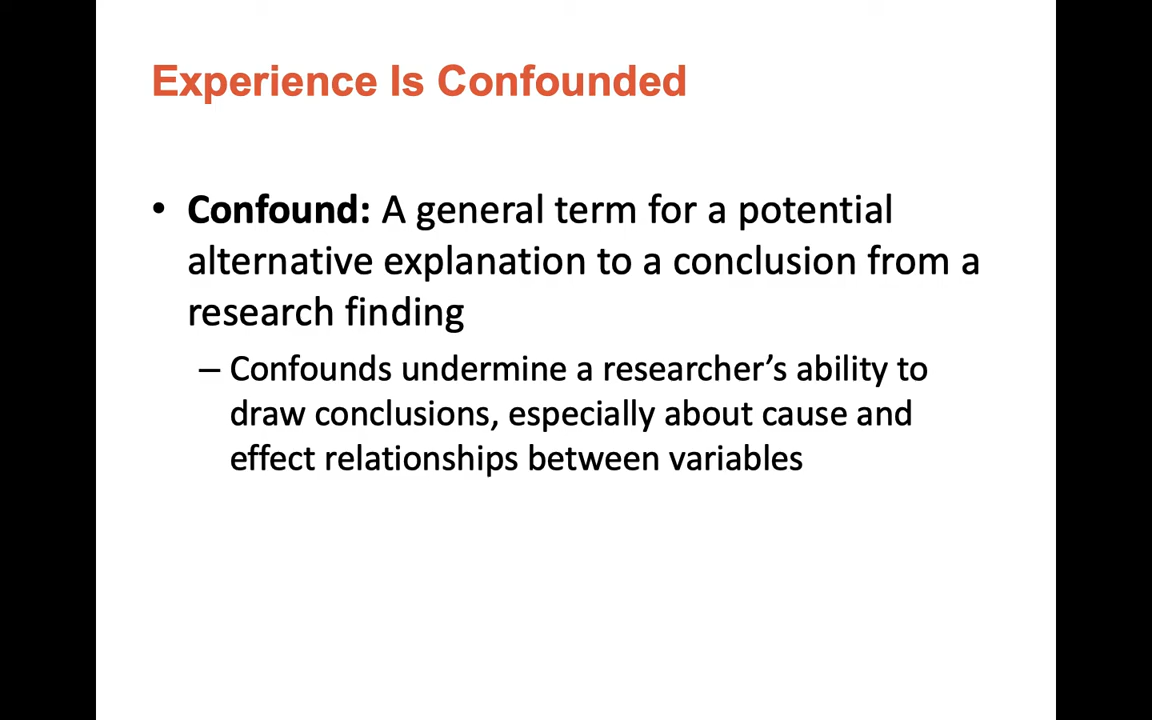 Experience Is Confounded
• Confound: A general term for a potential
alternative explanation to a conclusion from a
research finding
– Confounds undermine a researcher’s ability to
draw conclusions, especially about cause and
effect relationships between variables